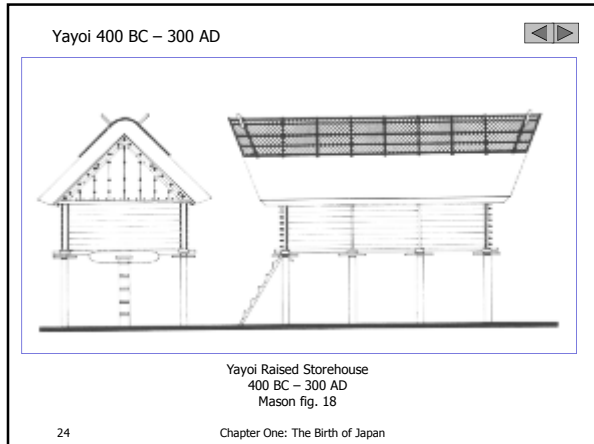 Yayoi 400 BC – 300 AD
Yayoi Raised Storehouse
400 BC – 300 AD
Mason fig. 18
24
Chapter One: The Birth of Japan